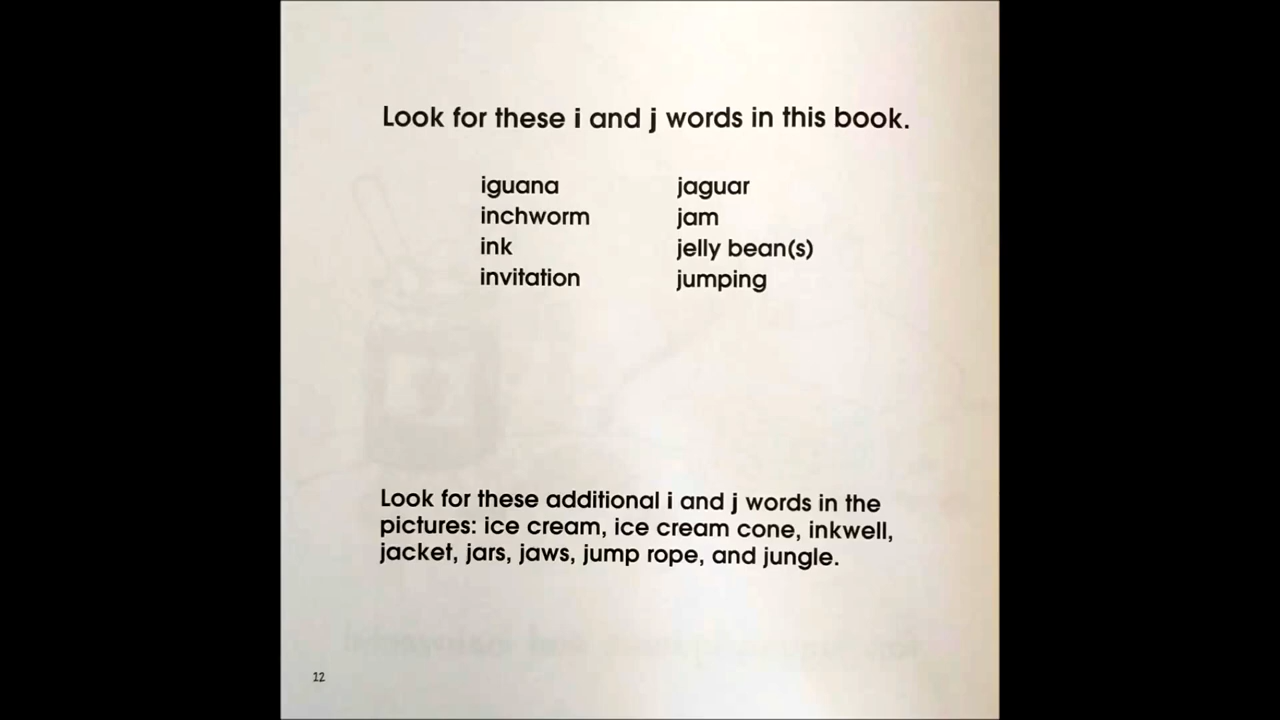 Look for these i and j words in this book.
iguana jaguar
inchworm jam
ink jelly bean(s)
invitation jumping
Look for these additional i and j words in the
pictures: ice cream, ice cream cone, inkwell,
jacket, jars, jaws, jump rope, and jungle.
12